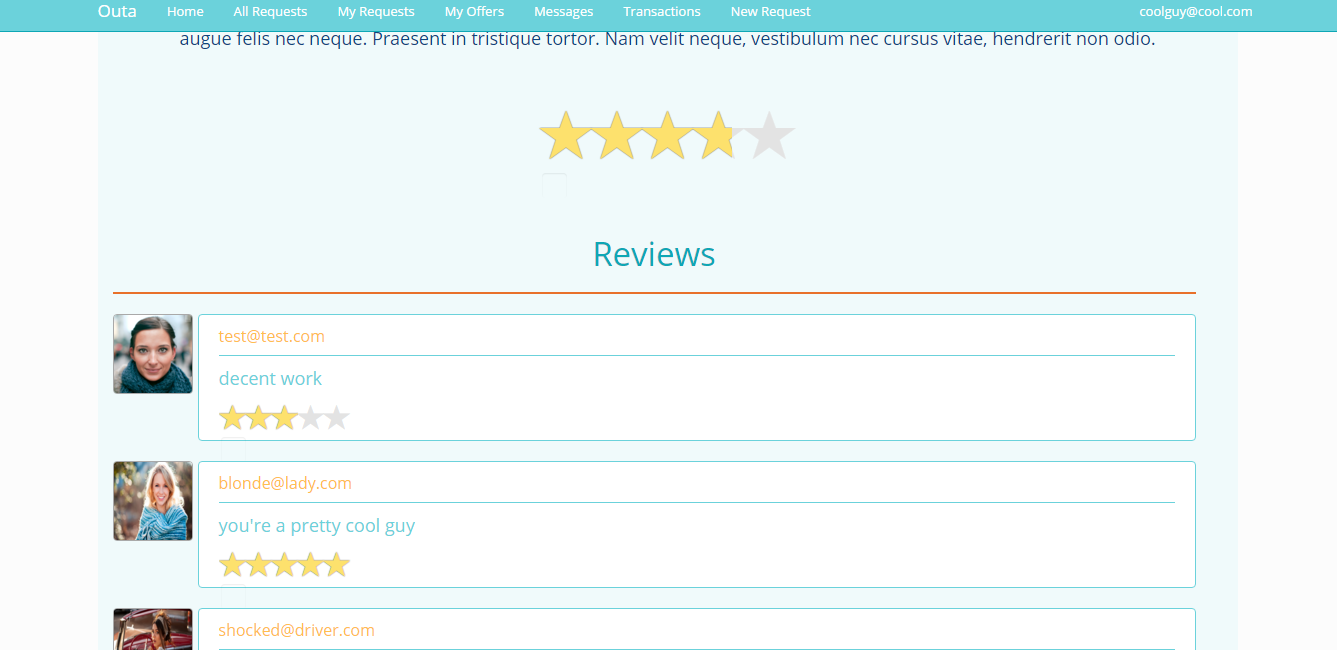 Outa Home All Requests My Requests My Offers Messages Transactions New Request coolguy@cool.com
augue felis nec neque. Praesent in tristique tortor. Nam velit neque, vestibulum nec cursus vitae, hendrerit non odio.
Reviews
test@test.com
decent work
blonde@lady.com
you're a pretty cool guy
shocked@driver.com